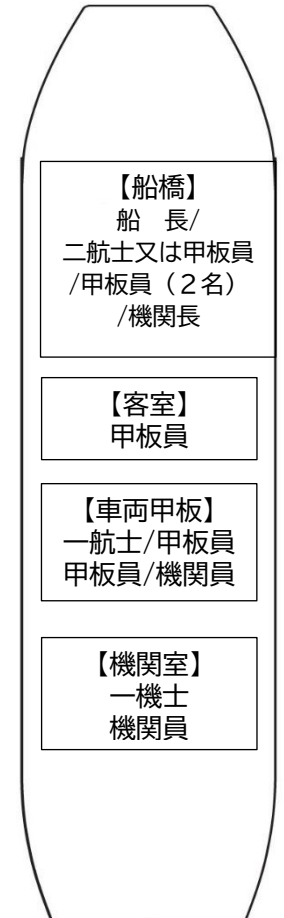 【船橋】
船　長/
二航士又は甲板員
/甲板員（２名）
/機関長
【客室】
甲板員
【車両甲板】
一航士/甲板員
甲板員/機関員
【機関室】
一機士
機関員